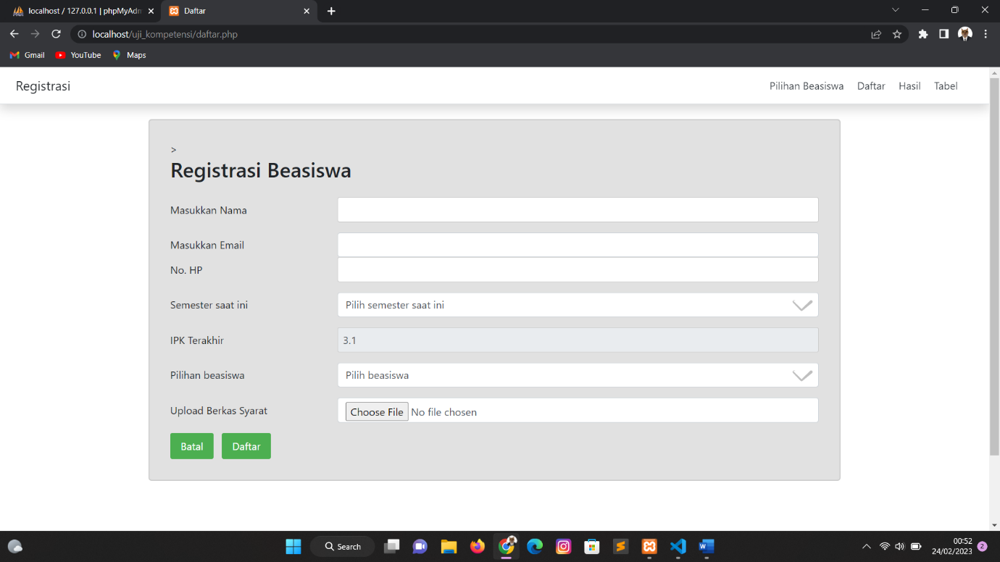 localhost / 127.0.0.1 | phpMyAdm
Daftar
localhost/uji_kompetensi/daftar.php
Gmail YouTube Maps
Registrasi
Pilihan Beasiswa Daftar Hasil Tabel
>
Registrasi Beasiswa
Masukkan Nama
Masukkan Email
No. HP
Semester saat ini Pilih semester saat ini
IPK Terakhir 3.1
Pilihan beasiswa Pilih beasiswa
Upload Berkas Syarat Choose File No file chosen
Batal Daftar
Search
00:52
24/02/2023 2